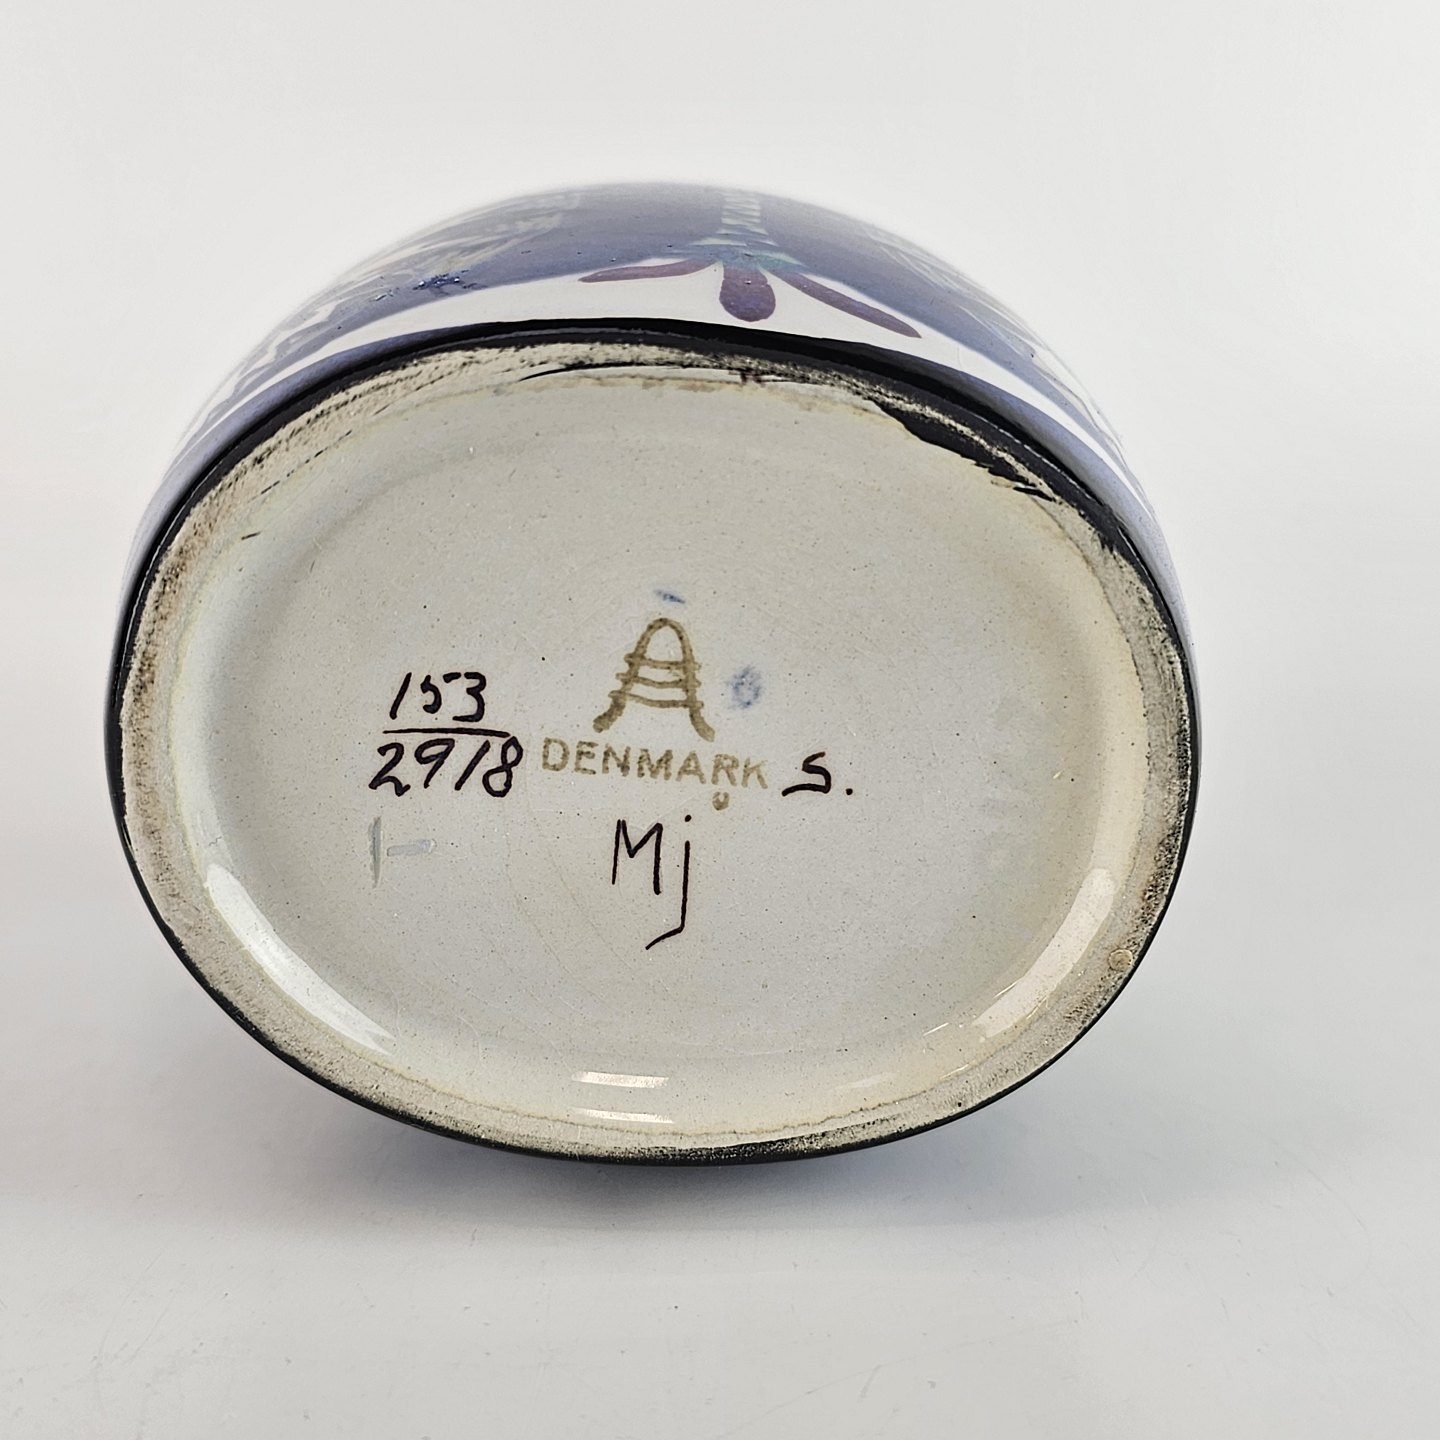 A
153
2918
DENMARK S.
Mj